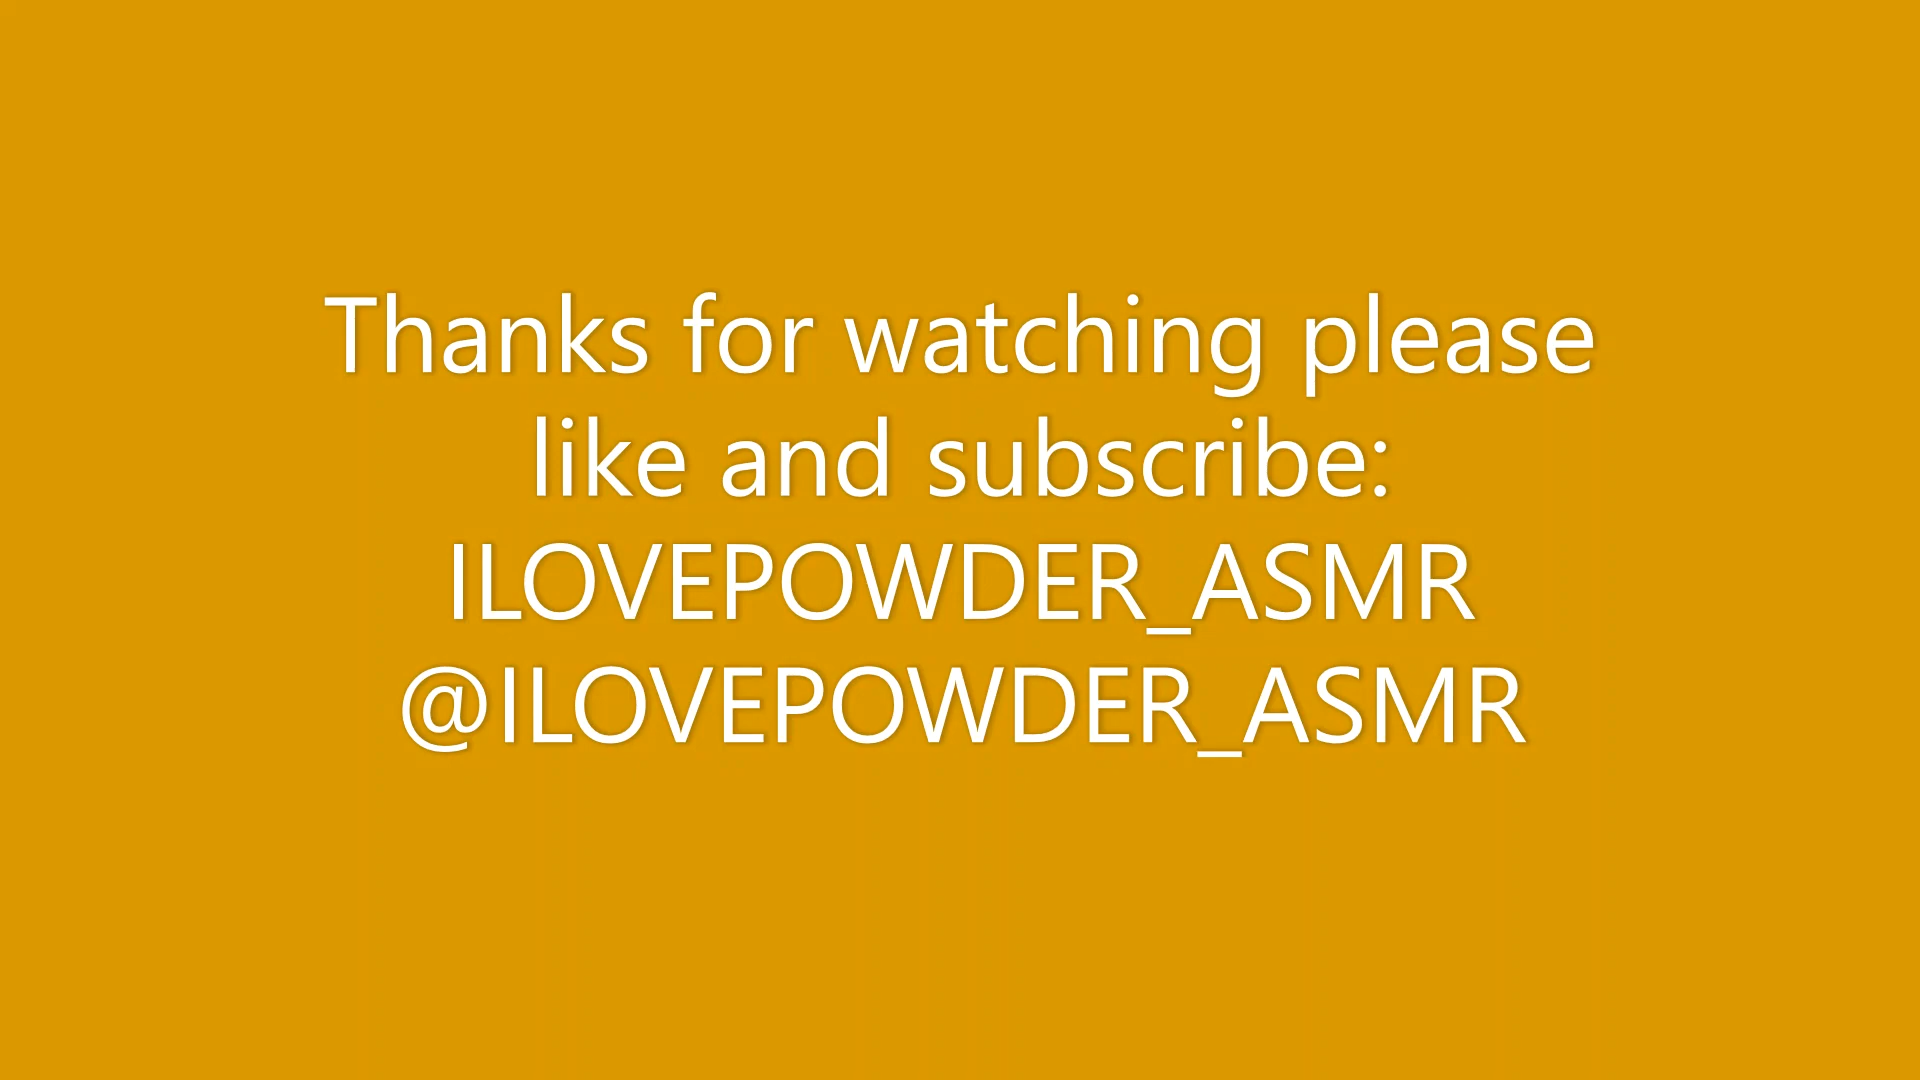 Thanks for watching please
like and subscribe:
ILOVEPOWDER_ASMR
@ILOVEPOWDER_ASMR